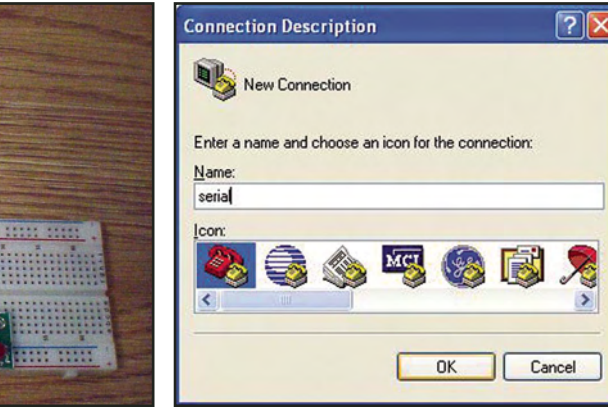 Connection Description
New Connection
Enter a name and choose an icon for the connection:
Name:
serial
Icon:
MCI
OK
Cancel